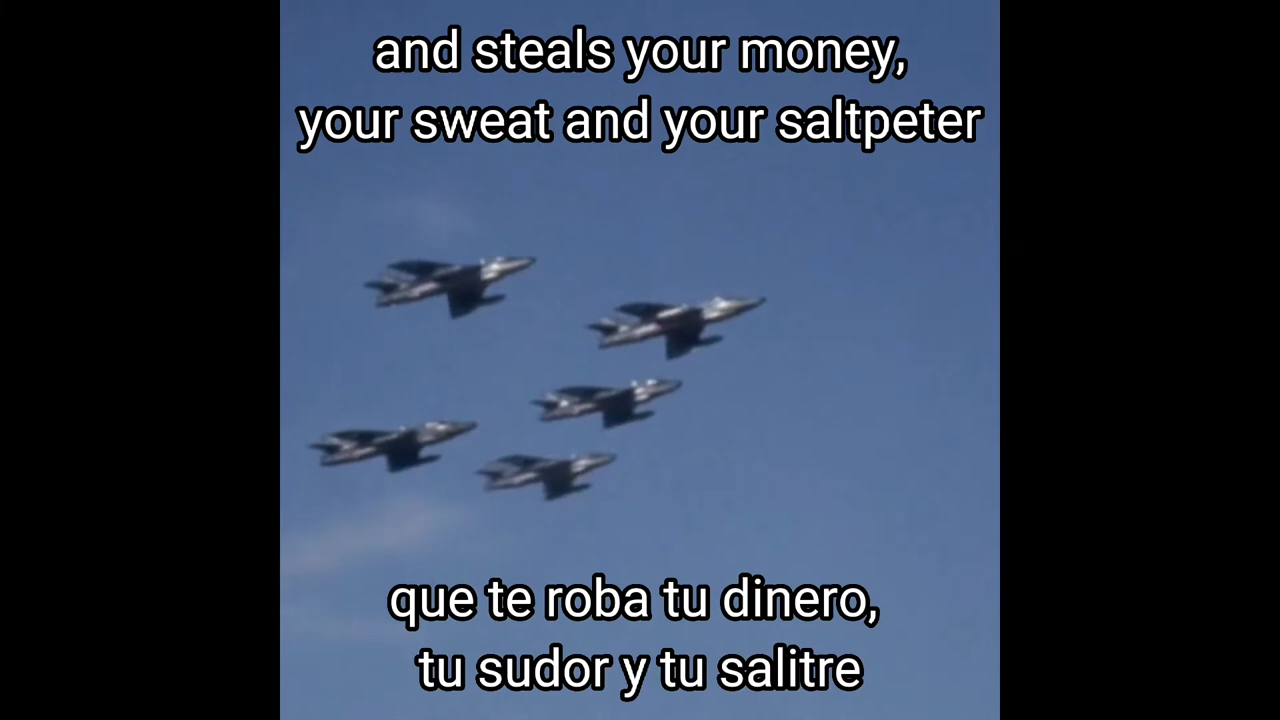 and steals your money,
your sweat and your saltpeter
que te roba tu dinero,
tu sudor y tu salitre